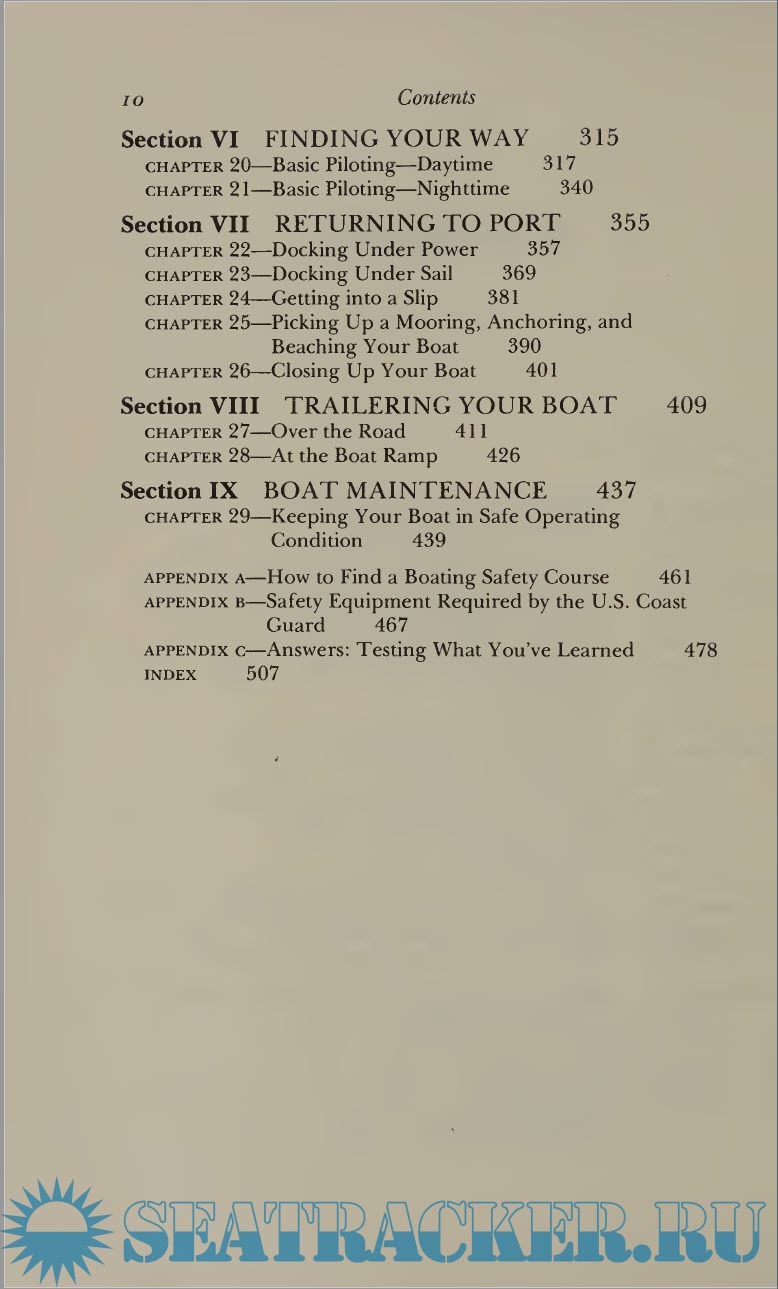 10 Contents
Section VI FINDING YOUR WAY 315
CHAPTER 20—Basic Piloting—Daytime 317
CHAPTER 21—Basic Piloting—Nighttime 340
Section VII RETURNING TO PORT 355
CHAPTER 22—Docking Under Power 357
CHAPTER 23—Docking Under Sail 369
CHAPTER 24—Getting into a Slip 381
CHAPTER 25—Picking Up a Mooring, Anchoring, and
Beaching Your Boat 390
CHAPTER 26—Closing Up Your Boat 401
Section VIII TRAILERING YOUR BOAT 409
CHAPTER 27—Over the Road 411
CHAPTER 28—At the Boat Ramp 426
Section IX BOAT MAINTENANCE 437
CHAPTER 29—Keeping Your Boat in Safe Operating
Condition 439
APPENDIX A—How to Find a Boating Safety Course 461
APPENDIX B—Safety Equipment Required by the U.S. Coast
Guard 467
APPENDIX C—Answers: Testing What You've Learned 478
INDEX 507
SEATRACKER.RU